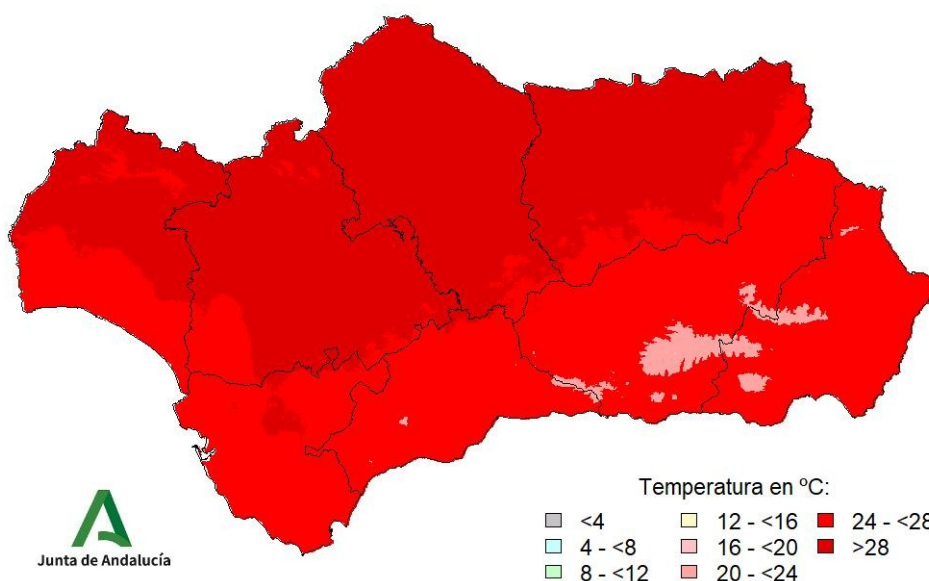 Temperatura en ºC:
<4
12 - <16
24 - <28
4 - <8
16 - <20
>28
8 - <12
20 - <24
Junta de Andalucía